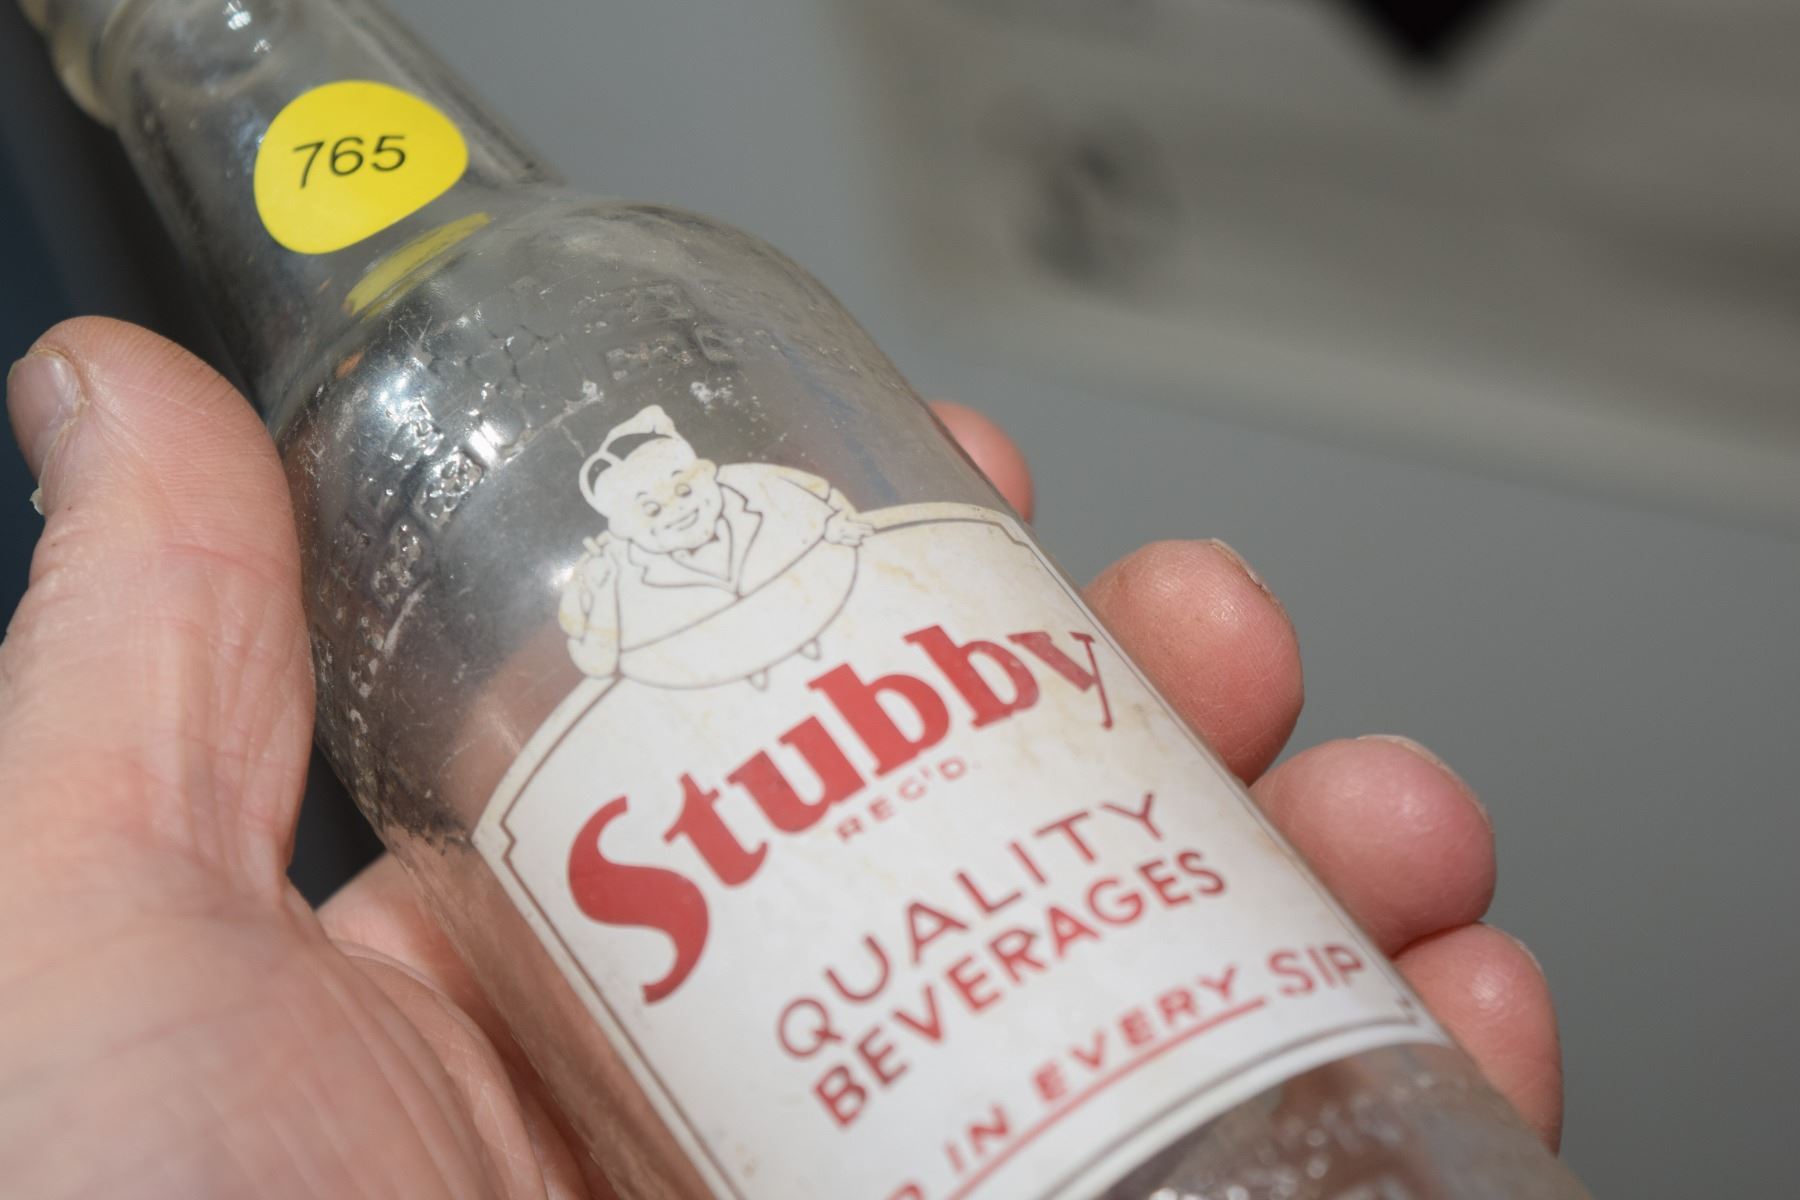 765
Stubby
REG'D.
QUALITY
BEVERAGES
IN EVERY SIP